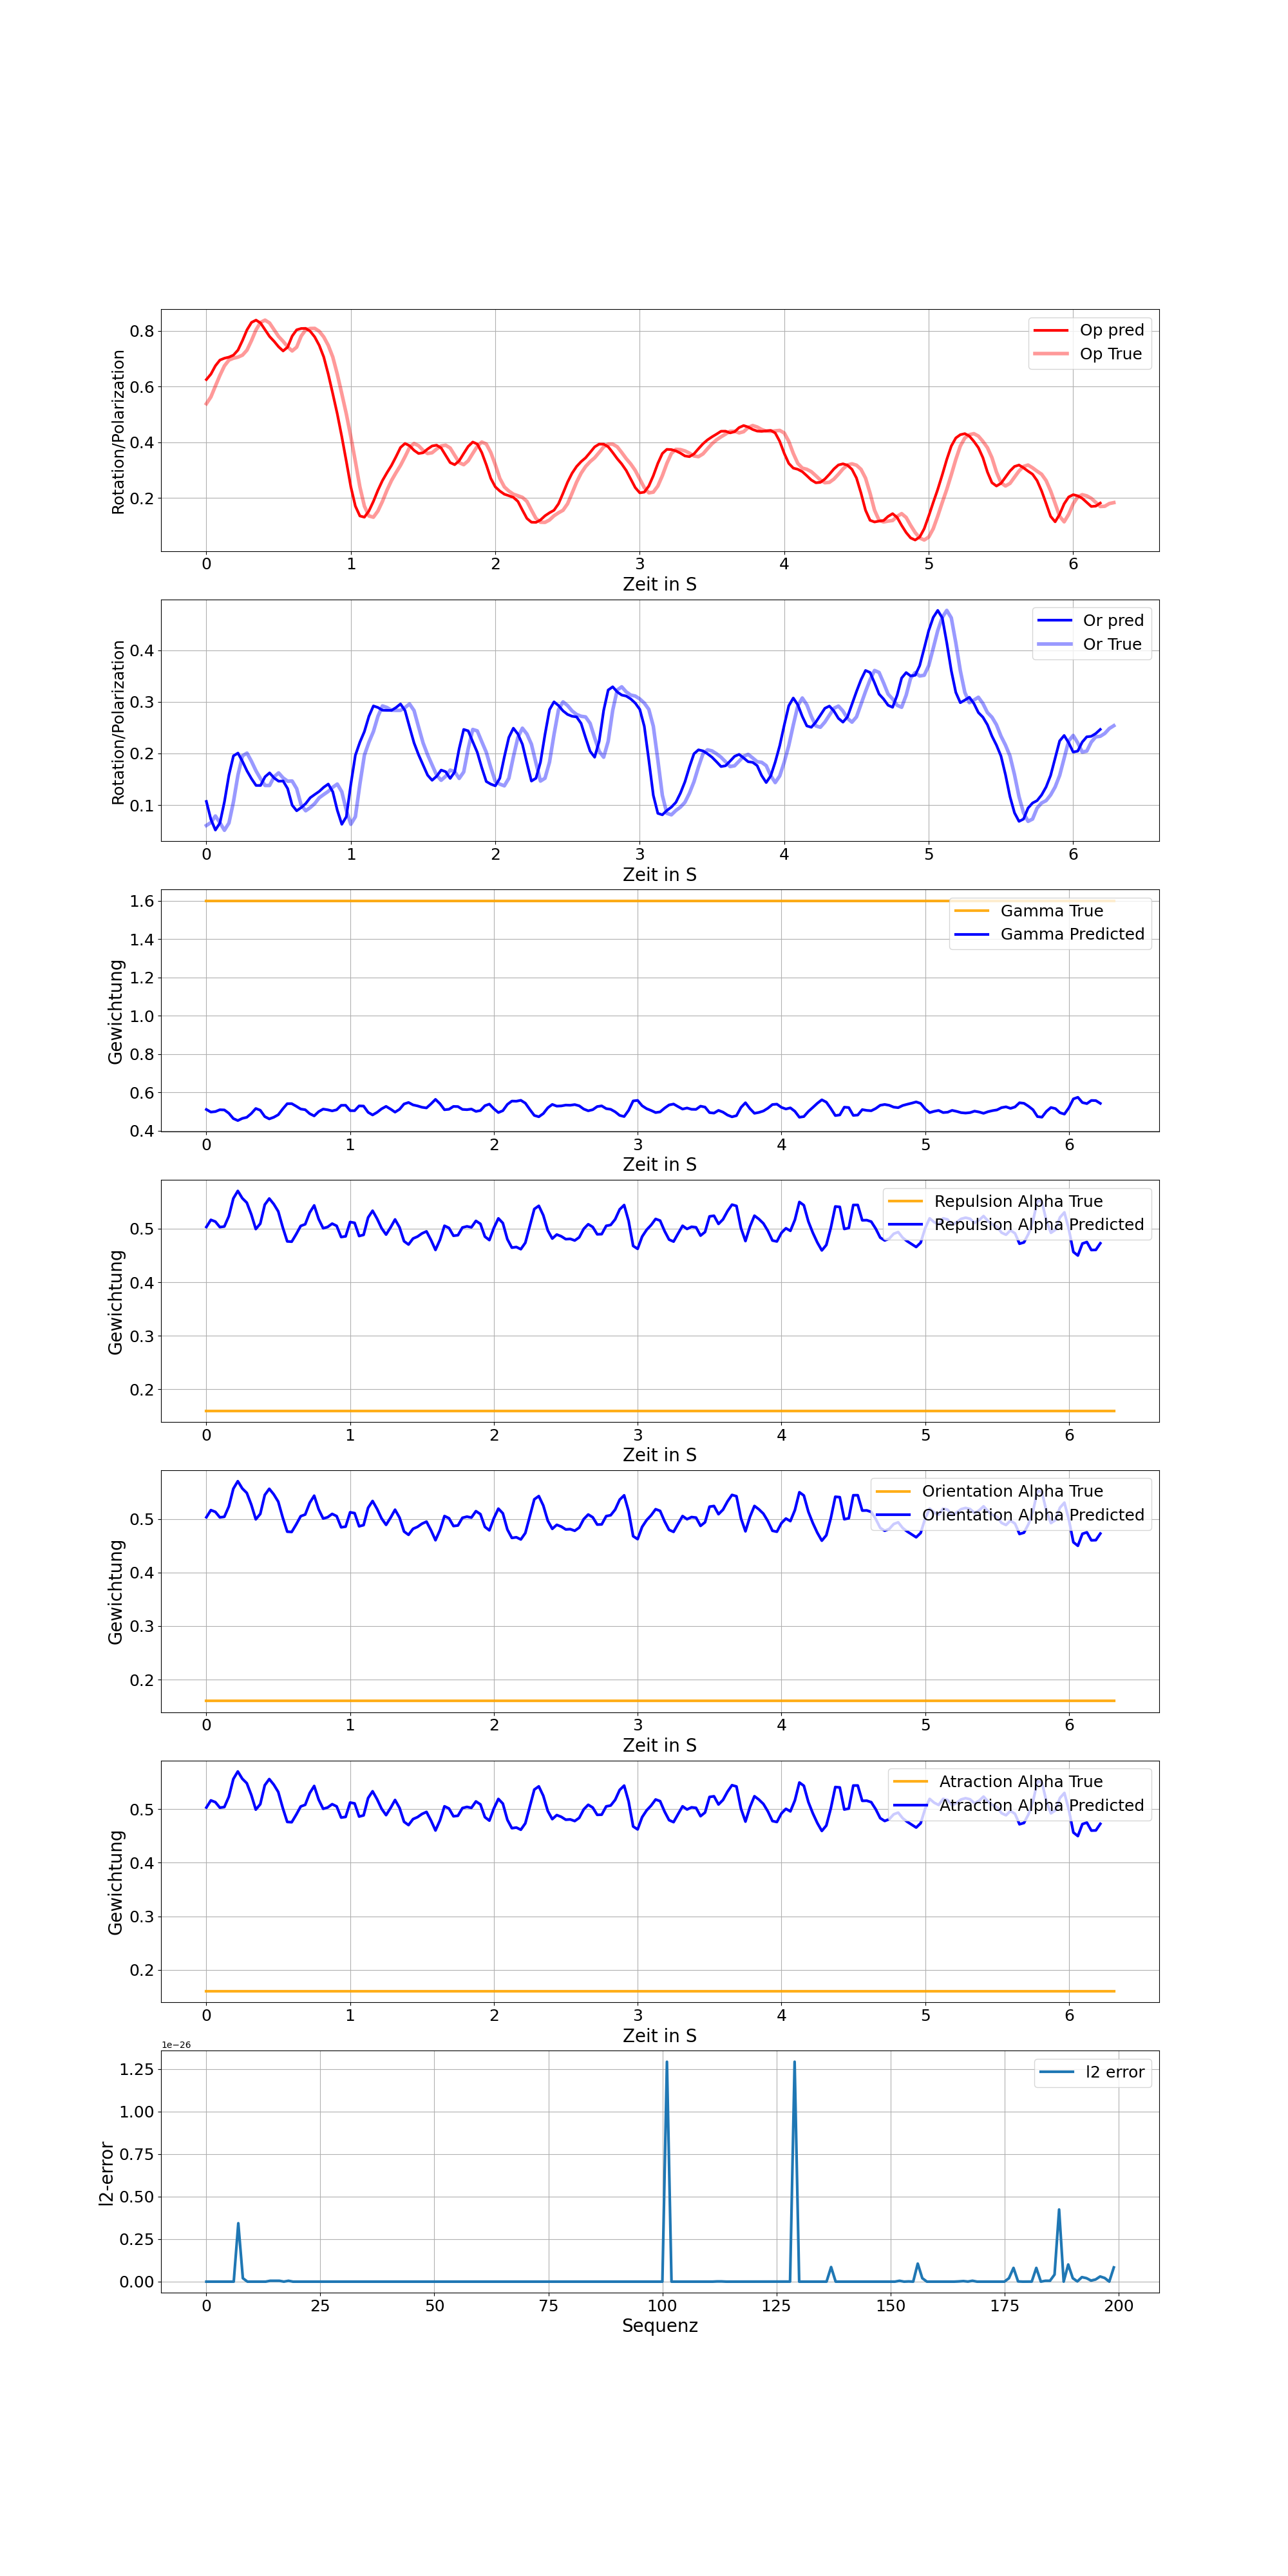 Op pred
Op True
0.8
0.6
0.4
0.2
Rotation/Polarization
0 1 2 3 4 5 6
Zeit in S
Or pred
Or True
0.4
0.3
0.2
0.1
Rotation/Polarization
0 1 2 3 4 5 6
Zeit in S
Gamma True
Gamma Predicted
1.6
1.4
1.2
1.0
0.8
0.6
0.4
Gewichtung
0 1 2 3 4 5 6
Zeit in S
Repulsion Alpha True
Repulsion Alpha Predicted
0.5
0.4
0.3
0.2
Gewichtung
0 1 2 3 4 5 6
Zeit in S
Orientation Alpha True
Orientation Alpha Predicted
0.5
0.4
0.3
0.2
Gewichtung
0 1 2 3 4 5 6
Zeit in S
Atraction Alpha True
Atraction Alpha Predicted
0.5
0.4
0.3
0.2
Gewichtung
0 1 2 3 4 5 6
Zeit in S
1e−26
l2 error
1.25
1.00
0.75
0.50
0.25
0.00
l2-error
0 25 50 75 100 125 150 175 200
Sequenz